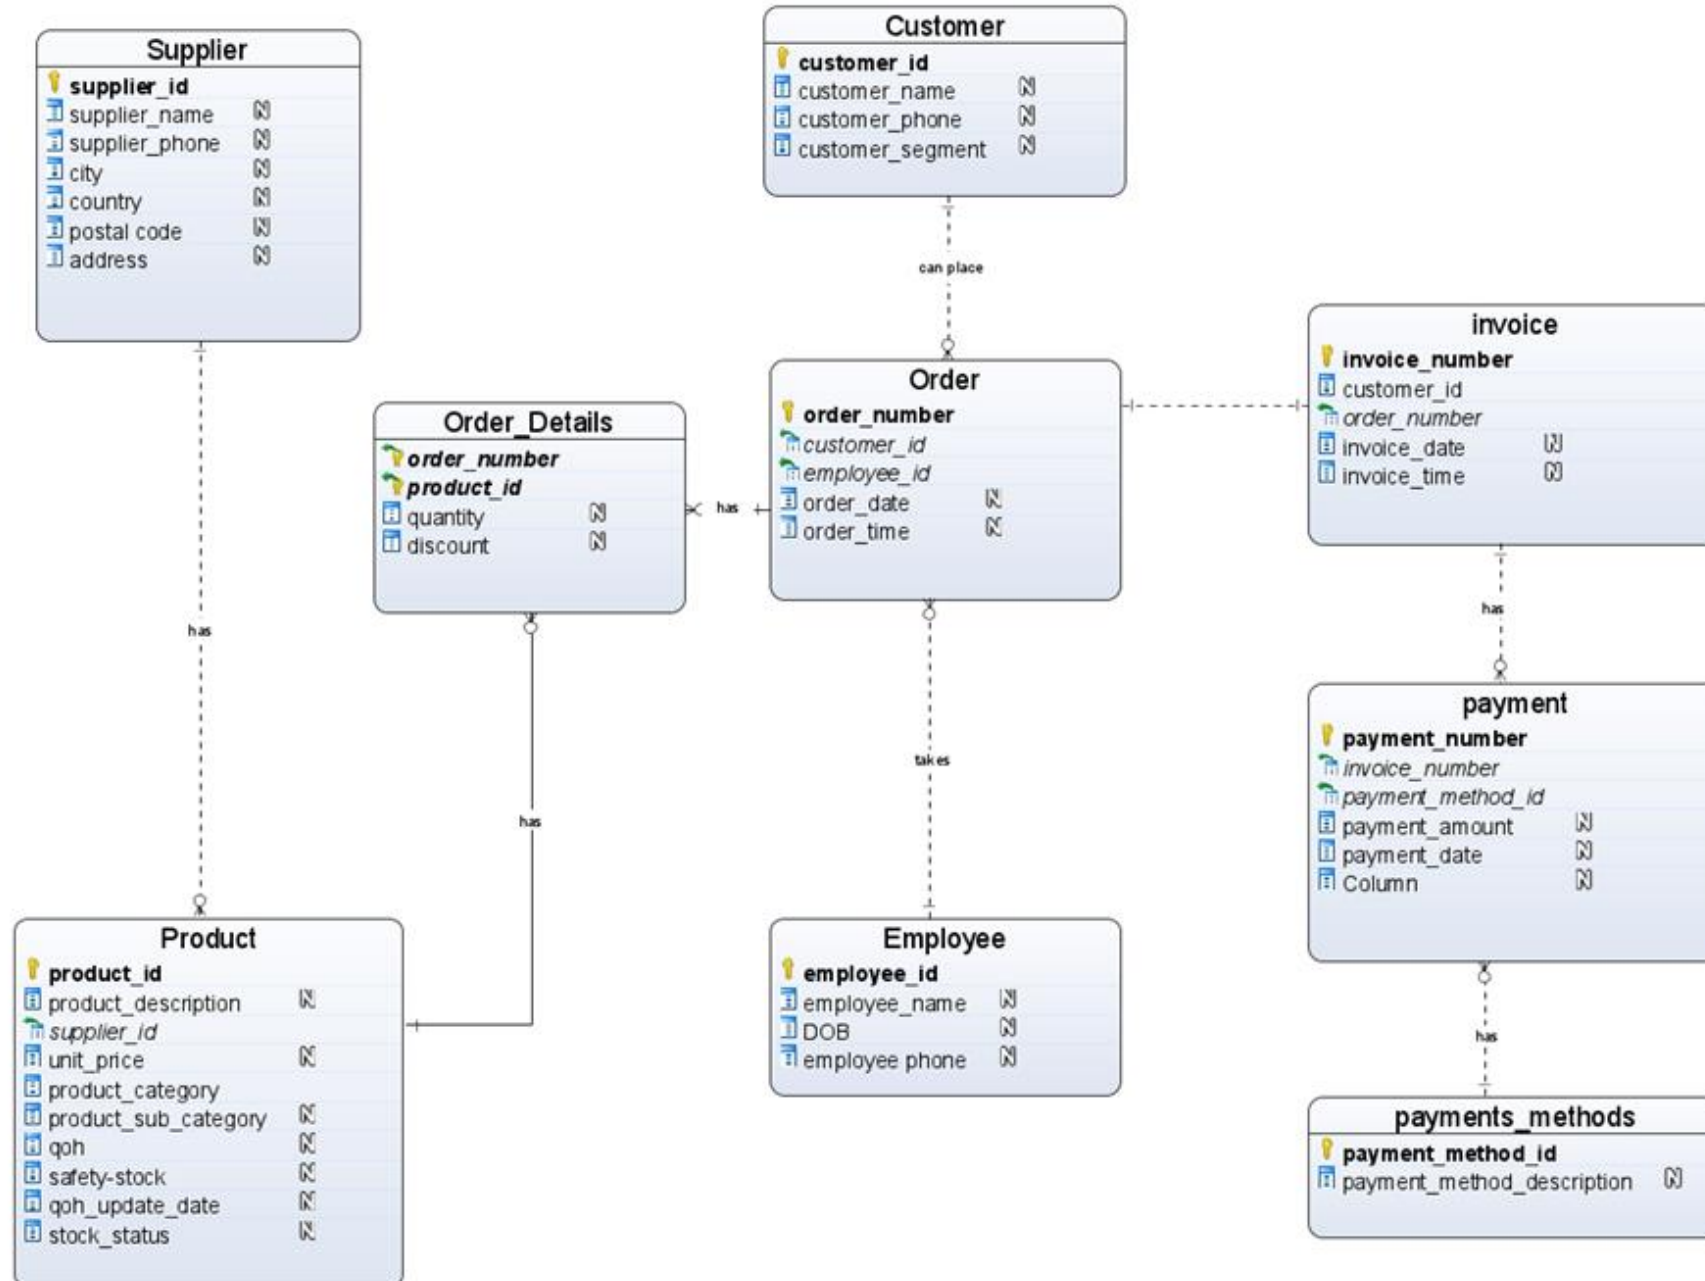 Supplier
supplier_id
supplier_name N
supplier_phone N
city N
country N
postal code N
address N
Customer
customer_id
customer_name N
customer_phone N
customer_segment N
can place
Order
order_number
customer_id
employee_id
order_date N
order_time N
invoice
invoice_number
customer_id
order_number
invoice_date N
invoice_time N
Order_Details
order_number
product_id
quantity N
discount N
has
has
has
has
takes
payment
payment_number
invoice_number
payment_method_id
payment_amount N
payment_date N
Column N
Product
product_id
product_description N
supplier_id
unit_price N
product_category
product_sub_category N
qoh N
safety-stock N
qoh_update_date N
stock_status N
Employee
employee_id
employee_name N
DOB N
employee phone N
has
payments_methods
payment_method_id
payment_method_description N